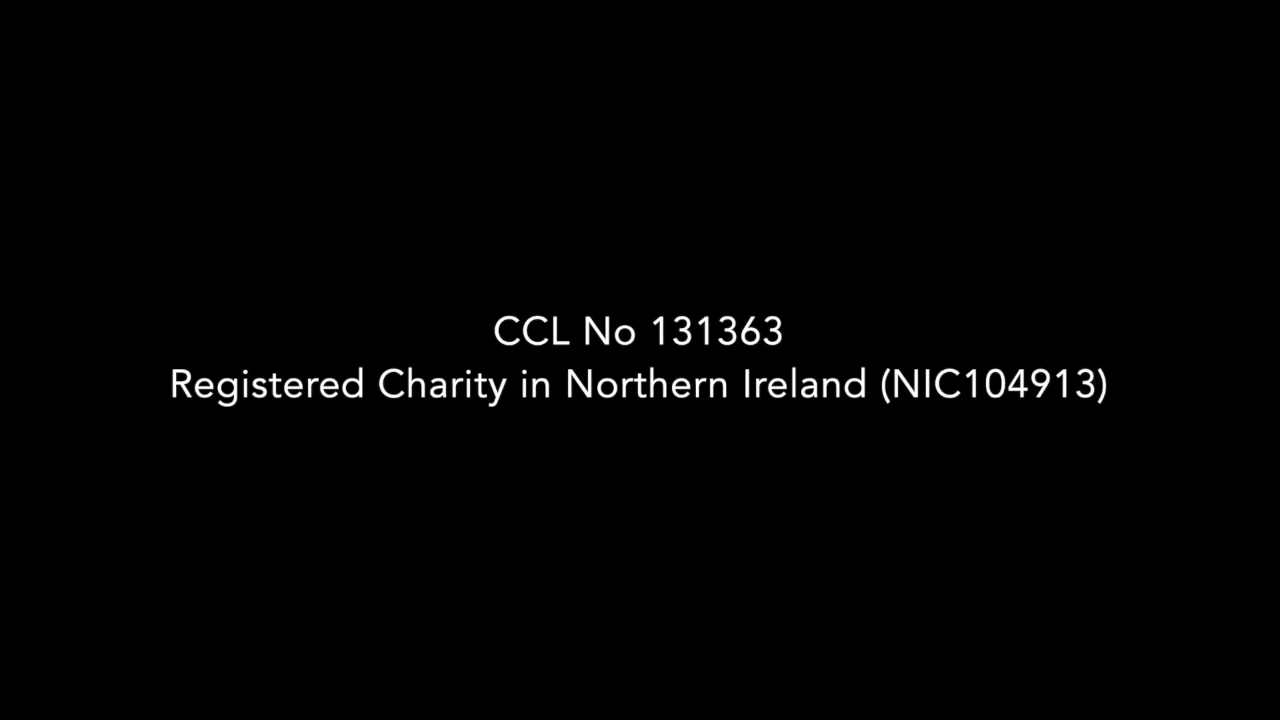 CCL No 131363
Registered Charity in Northern Ireland (NIC104913)